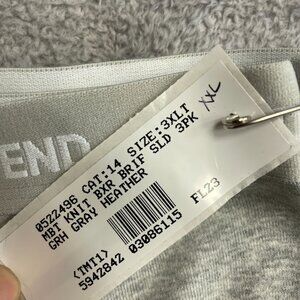 END
0522496 CAT:14 SIZE:3XLT
MBT KNIT BXR BRIF SLD 3PK
GRH GRAY HEATHER
XXL
FL23
<TMT1>
5942842 03086115